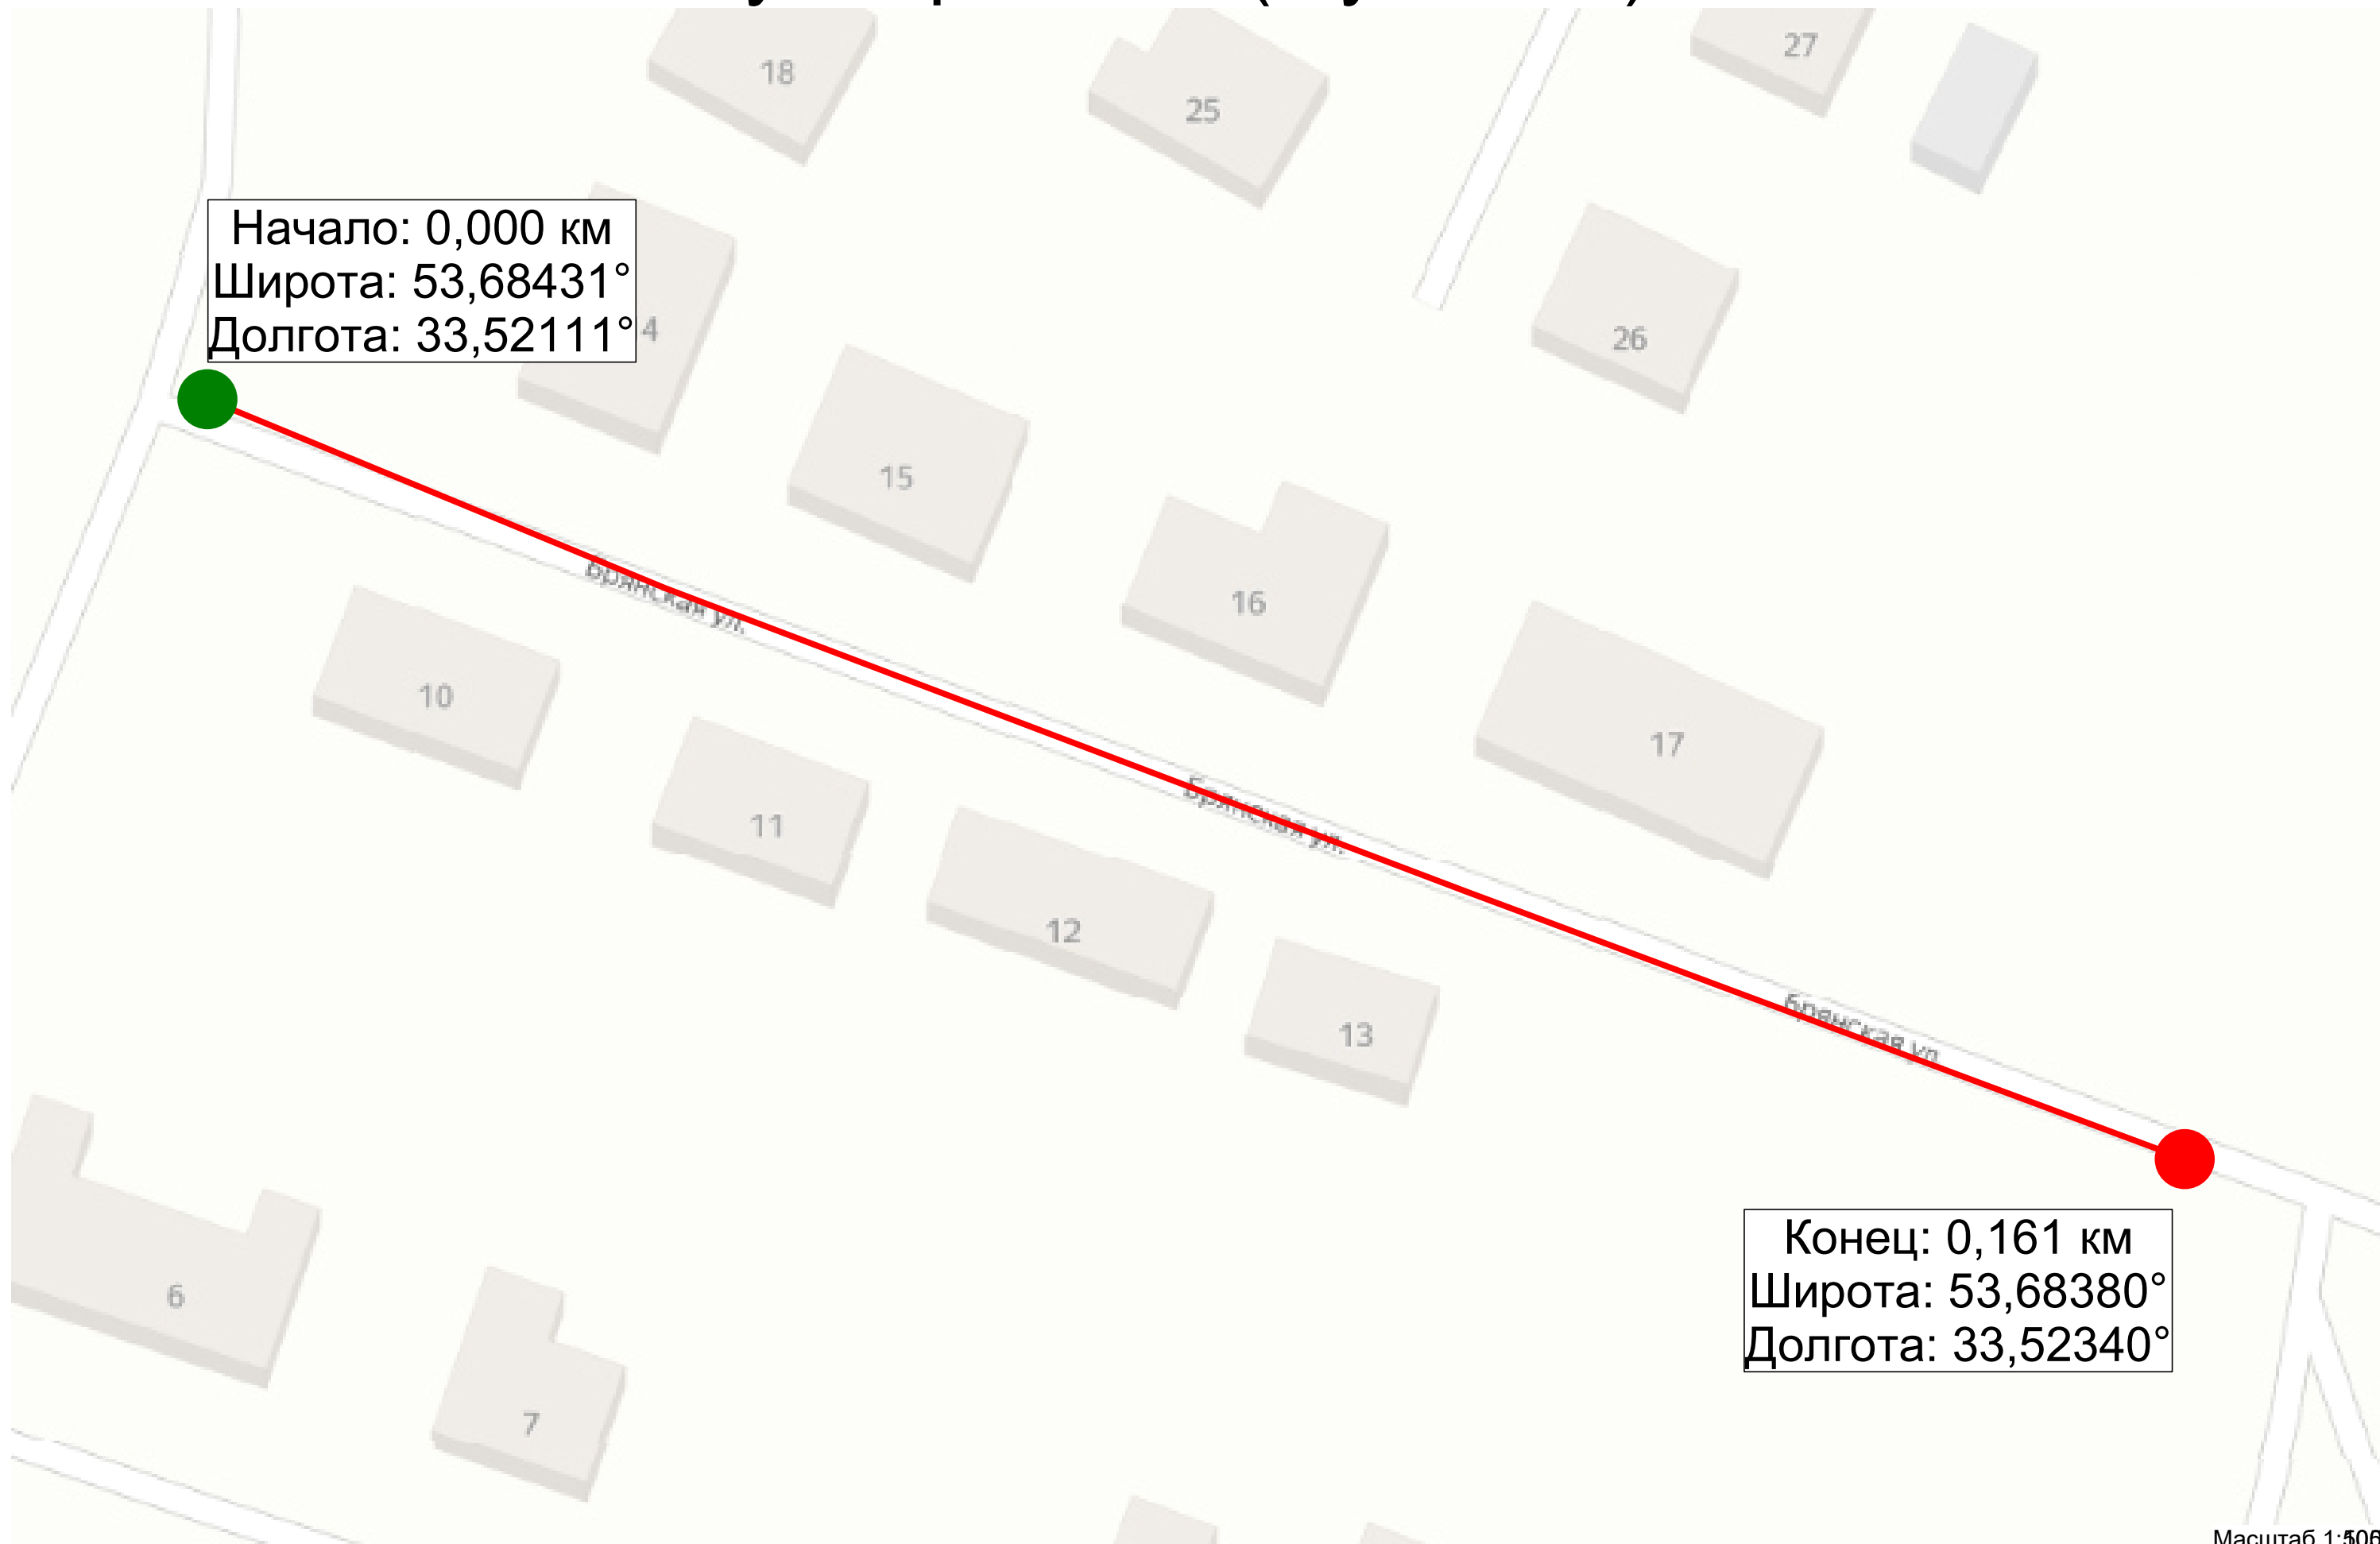 18
25
27
Начало: 0,000 км
Широта: 53,68431°
Долгота: 33,52111°
4
26
15
Брянская ул.
16
10
17
11
Брянская ул.
12
Брянская ул.
13
Конец: 0,161 км
Широта: 53,68380°
Долгота: 33,52340°
6
7
Масштаб